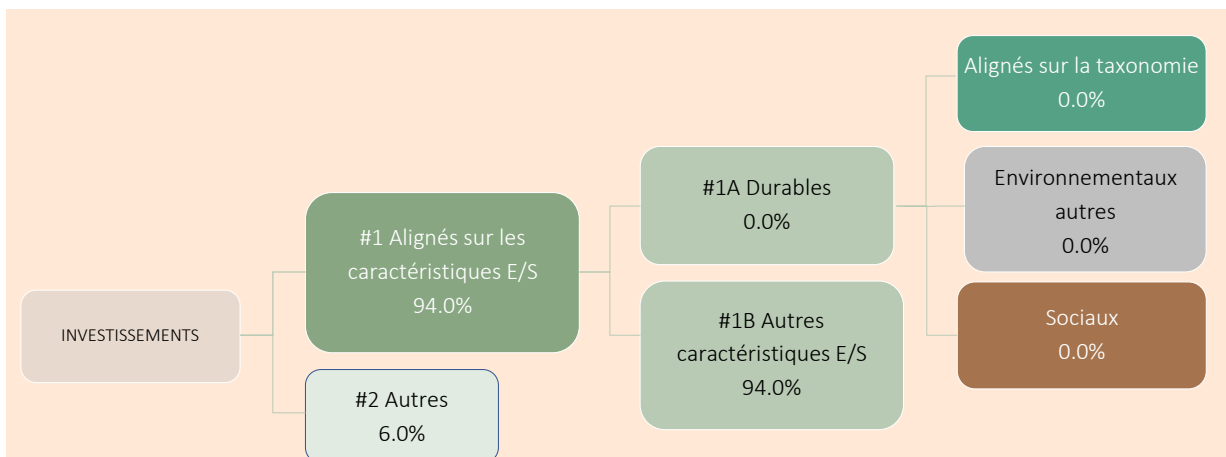 INVESTISSEMENTS
#1 Alignés sur les
caractéristiques E/S
94.0%
#2 Autres
6.0%
#1A Durables
0.0%
#1B Autres
caractéristiques E/S
94.0%
Alignés sur la taxonomie
0.0%
Environnementaux
autres
0.0%
Sociaux
0.0%